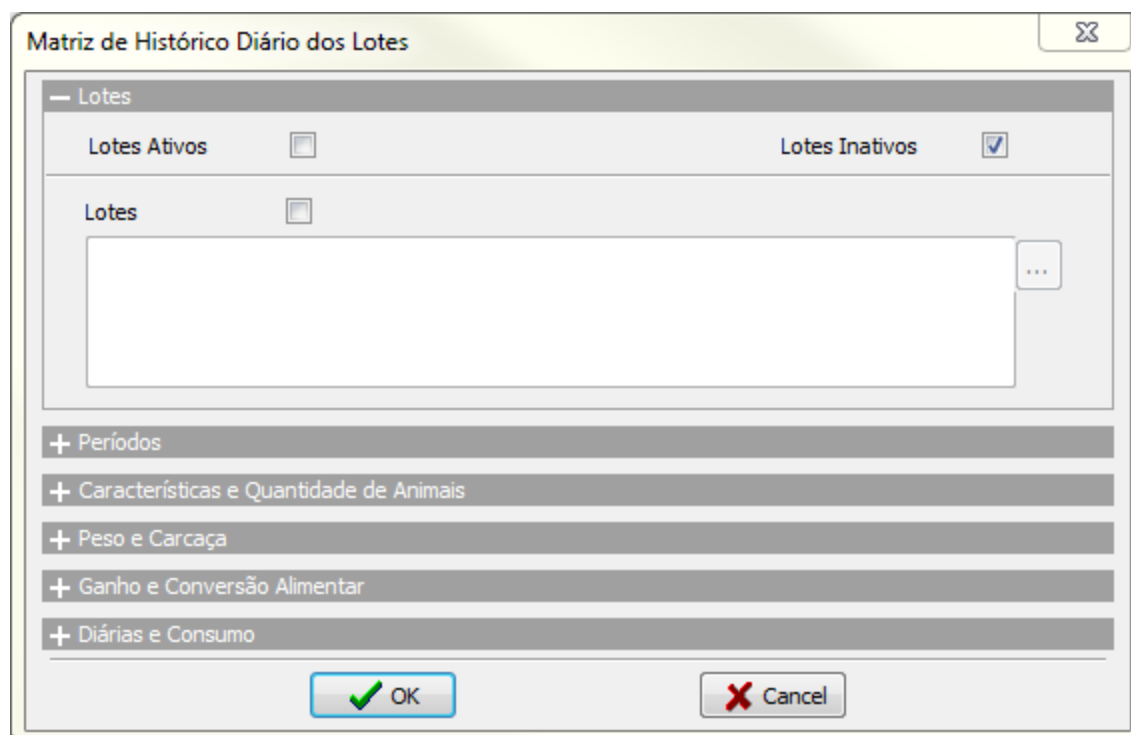 Matriz de Histórico Diário dos Lotes
Lotes
Lotes Ativos Lotes Inativos
Lotes
...
Períodos
Características e Quantidade de Animais
Peso e Carcaça
Ganho e Conversão Alimentar
Diárias e Consumo
OK Cancel